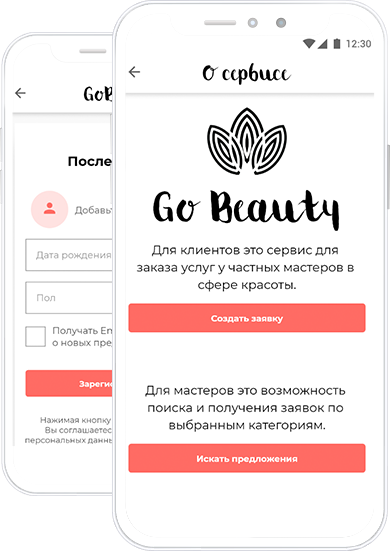 12:30
О сервисе
Go Beauty
Для клиентов это сервис для
заказа услуг у частных мастеров в
сфере красоты.
Создать заявку
Для мастеров это возможность
поиска и получения заявок по
выбранным категориям.
Искать предложения
GoB
После
Добавь
Дата рождения
Пол
Получать Em
о новых пред
Зарегис
Нажимая кнопку
Вы соглашаетес
персональных данны